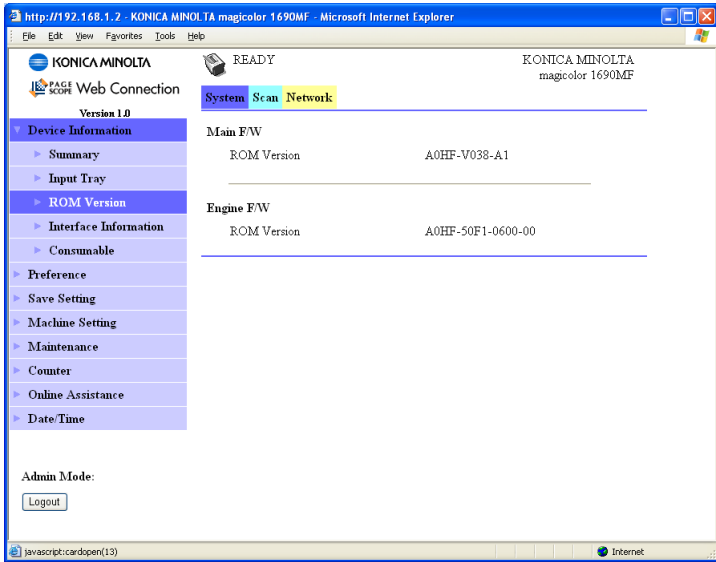 http://192.168.1.2 - KONICA MINOLTA magicolor 1690MF - Microsoft Internet Explorer
File Edit View Favorites Tools Help
KONICA MINOLTA
PAGE SCOPE Web Connection
Version 1.0
READY
KONICA MINOLTA
magicolor 1690MF
System Scan Network
Device Information
Summary
Input Tray
ROM Version
Interface Information
Consumable
Preference
Save Setting
Machine Setting
Maintenance
Counter
Online Assistance
Date/Time
Admin Mode:
Logout
Main F/W
ROM Version A0HF-V038-A1
Engine F/W
ROM Version A0HF-50F1-0600-00
javascript:cardopen(13) Internet